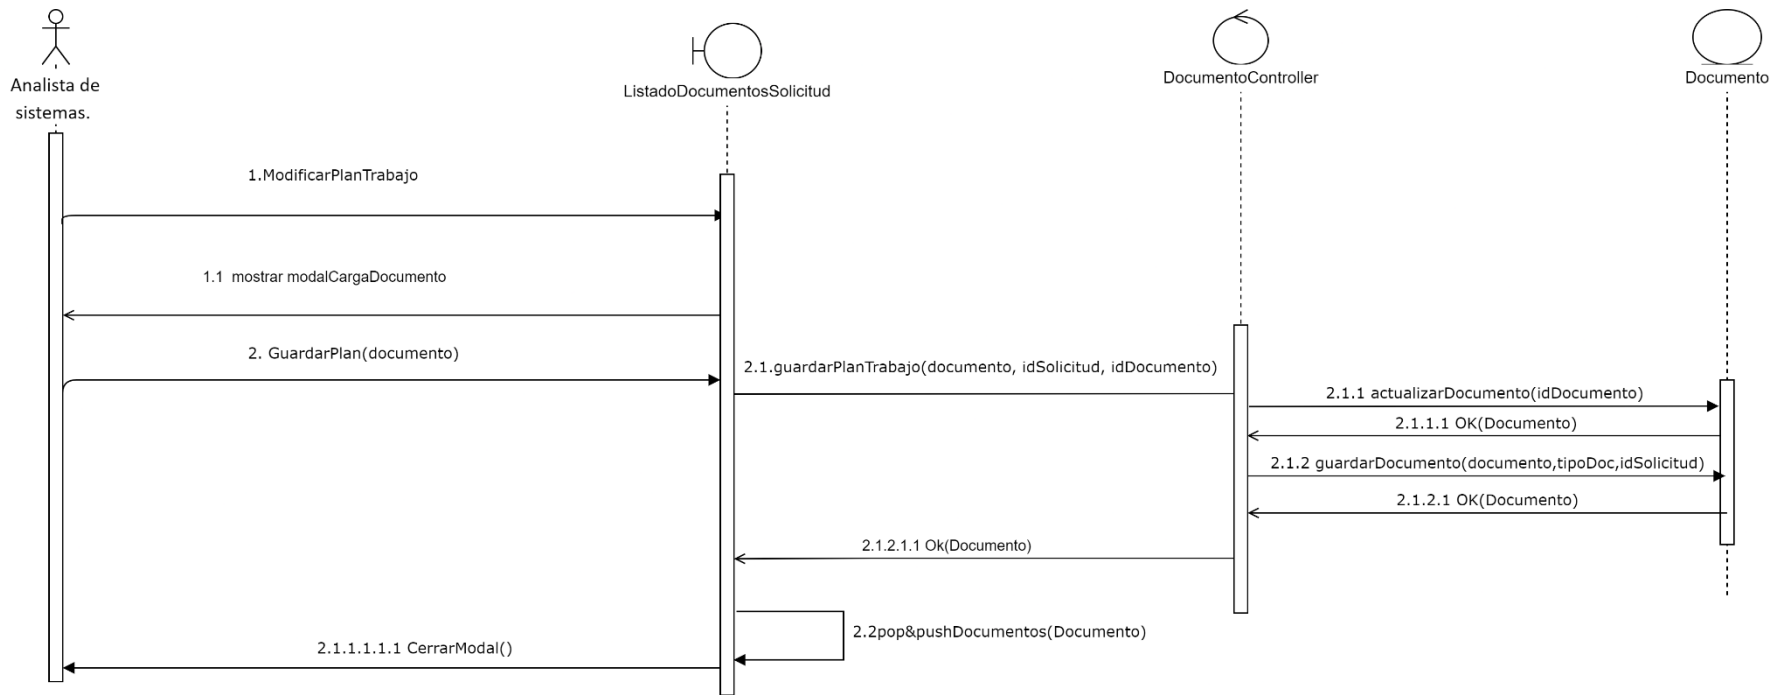 Analista de
sistemas.
ListadoDocumentosSolicitud
DocumentoController
Documento
1.ModificarPlanTrabajo
1.1 mostrar modalCargaDocumento
2. GuardarPlan(documento)
2.1.guardarPlanTrabajo(documento, idSolicitud, idDocumento)
2.1.1 actualizarDocumento(idDocumento)
2.1.1.1 OK(Documento)
2.1.2 guardarDocumento(documento,tipoDoc,idSolicitud)
2.1.2.1 OK(Documento)
2.1.2.1.1 Ok(Documento)
2.2pop&pushDocumentos(Documento)
2.1.1.1.1.1 CerrarModal()